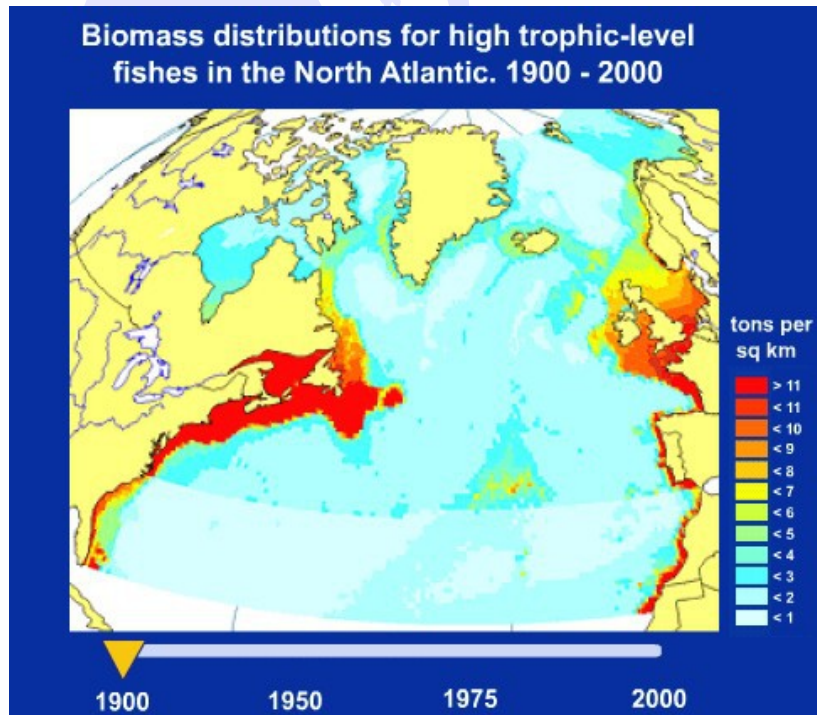 Biomass distributions for high trophic-level
fishes in the North Atlantic. 1900 - 2000
tons per
sq km
> 11
< 11
< 10
< 9
< 8
< 7
< 6
< 5
< 4
< 3
< 2
< 1
1900 1950 1975 2000